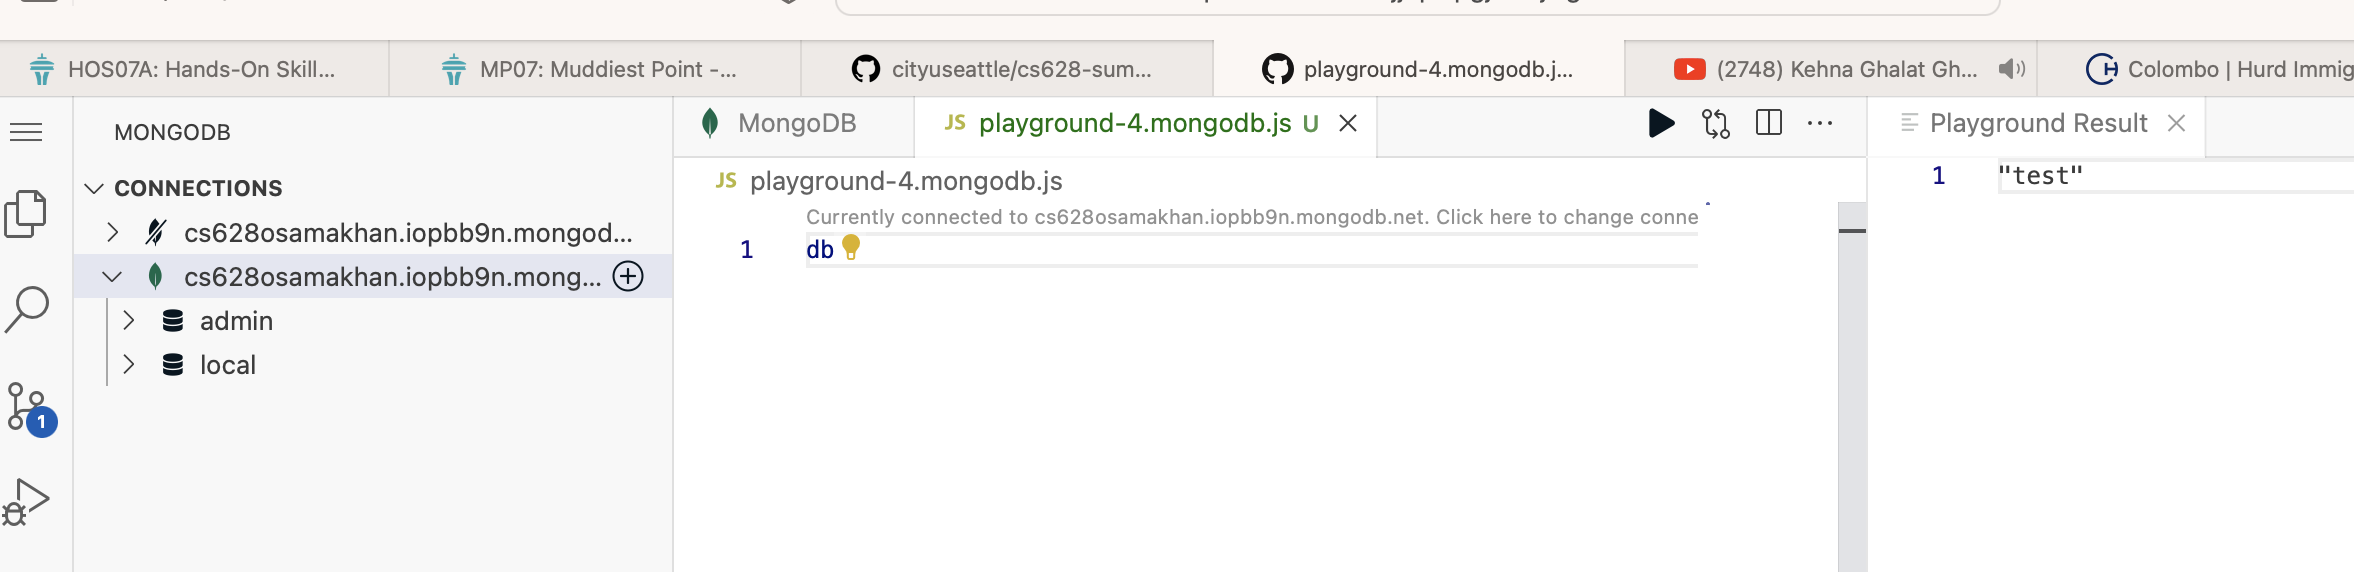 HOS07A: Hands-On Skill...
MP07: Muddiest Point -...
cityuseattle/cs628-sum...
playground-4.mongodb.j...
(2748) Kehna Ghalat Gh...
Colombo | Hurd Immig
MONGODB
CONNECTIONS
cs628osamakhan.iopbb9n.mongod...
cs628osamakhan.iopbb9n.mong...
admin
local
1
MongoDB
JS playground-4.mongodb.js U
JS playground-4.mongodb.js
Currently connected to cs628osamakhan.iopbb9n.mongodb.net. Click here to change conne
1 db
Playground Result
1 "test"